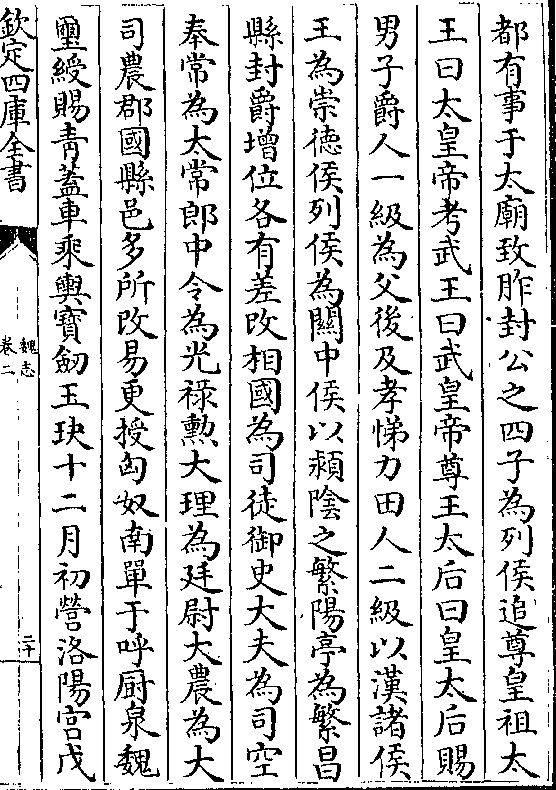 都有事于太廟致胙封公之四子為列侯追尊皇祖太
王曰太皇帝考武王曰武皇帝尊王太后曰皇太后賜
男子爵人一級為父後及孝悌力田人二級以漢諸侯
王為崇德侯列侯為關中侯以潁陰之繁陽亭為繁昌
縣封爵增位各有差改相國為司徒御史大夫為司空
奉常為太常郎中令為光祿勲大理為廷尉大農為大
司農郡國縣邑多所改易更授匈奴南單于呼厨泉魏
璽綬賜青蓋車乘輿寶劒玉玦十二月初營洛陽宫戊
欽定四庫全書
魏志
卷二
二十